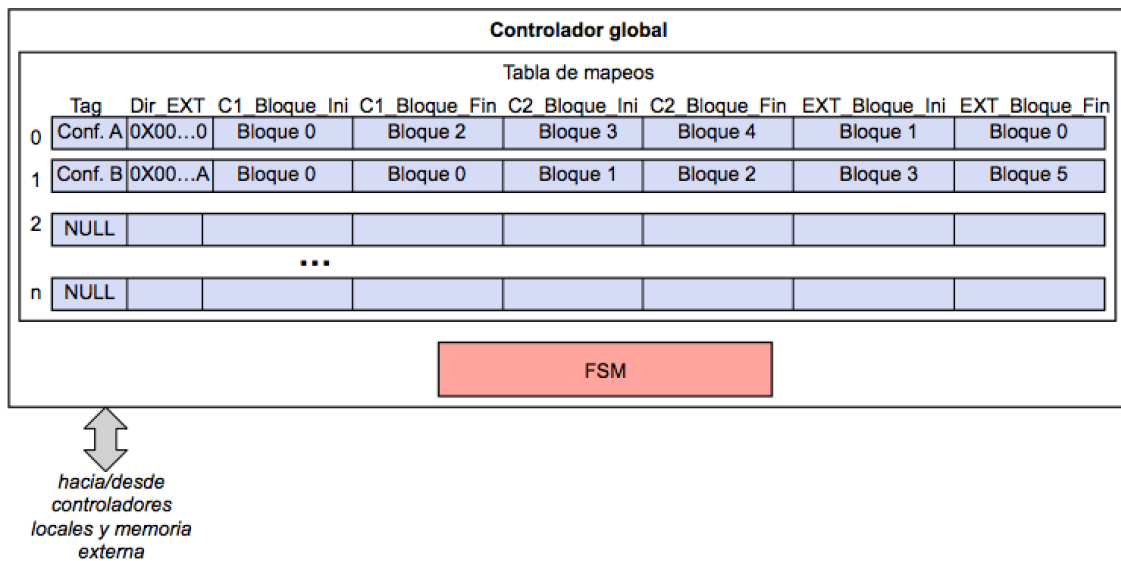 Controlador global
Tabla de mapeos
Tag Dir_EXT C1_Bloque_Ini C1_Bloque_Fin C2_Bloque_Ini C2_Bloque_Fin EXT_Bloque_Ini EXT_Bloque_Fin
0 Conf. A 0X00...0 Bloque 0 Bloque 2 Bloque 3 Bloque 4 Bloque 1 Bloque 0
1 Conf. B 0X00...A Bloque 0 Bloque 0 Bloque 1 Bloque 2 Bloque 3 Bloque 5
2 NULL
...
n NULL
FSM
hacia/desde
controladores
locales y memoria
externa